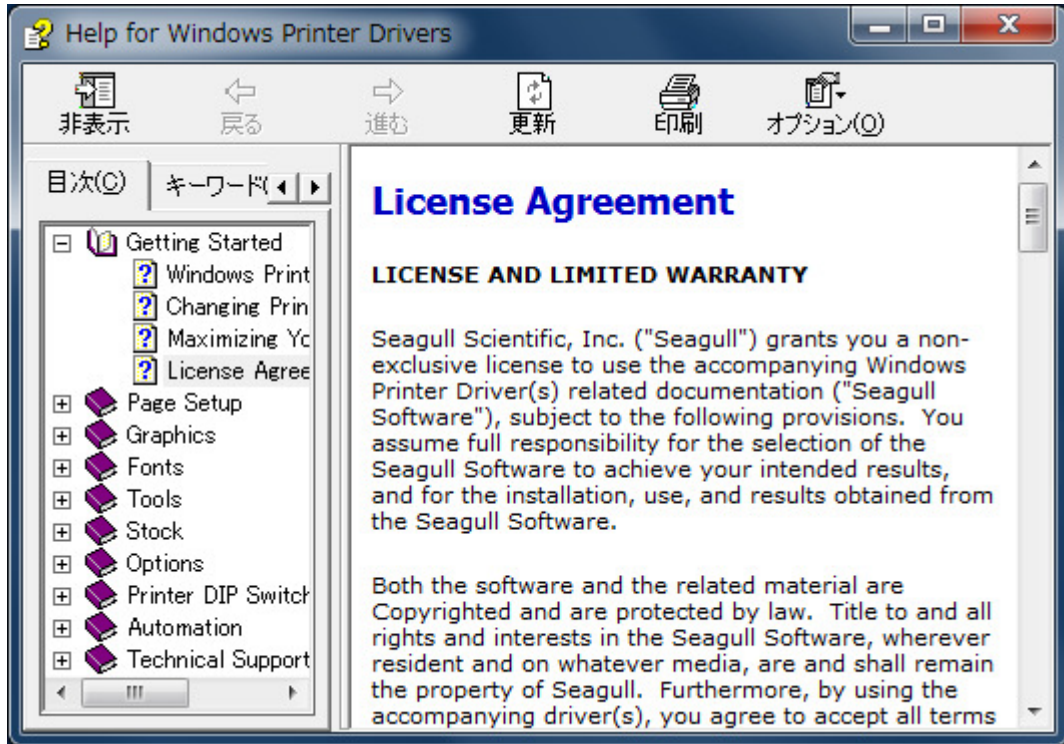 Help for Windows Printer Drivers
非表示 戻る 進む 更新 印刷 オプション(O)
目次(C) キーワード(
Getting Started
Windows Print
Changing Prin
Maximizing Yo
License Agree
Page Setup
Graphics
Fonts
Tools
Stock
Options
Printer DIP Switch
Automation
Technical Support
License Agreement
LICENSE AND LIMITED WARRANTY
Seagull Scientific, Inc. ("Seagull") grants you a non-
exclusive license to use the accompanying Windows
Printer Driver(s) related documentation ("Seagull
Software"), subject to the following provisions.  You
assume full responsibility for the selection of the
Seagull Software to achieve your intended results,
and for the installation, use, and results obtained from
the Seagull Software.
Both the software and the related material are
Copyrighted and are protected by law.  Title to and all
rights and interests in the Seagull Software, wherever
resident and on whatever media, are and shall remain
the property of Seagull.  Furthermore, by using the
accompanying driver(s), you agree to accept all terms